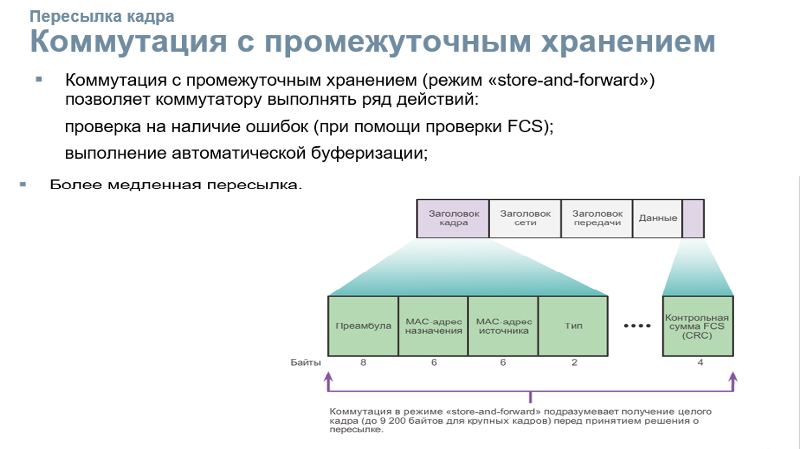 Пересылка кадра
Коммутация с промежуточным хранением
Коммутация с промежуточным хранением (режим «store-and-forward»)
позволяет коммутатору выполнять ряд действий:
проверка на наличие ошибок (при помощи проверки FCS);
выполнение автоматической буферизации;
Более медленная пересылка.
Заголовок кадра
Заголовок сети
Заголовок передачи
Данные
Преамбула
MAC-адрес назначения
MAC-адрес источника
Тип
Контрольная сумма FCS (CRC)
Байты 8 6 6 2 4
Коммутация в режиме «store-and-forward» подразумевает получение целого
кадра (до 9 200 байтов для крупных кадров) перед принятием решения о
пересылке.